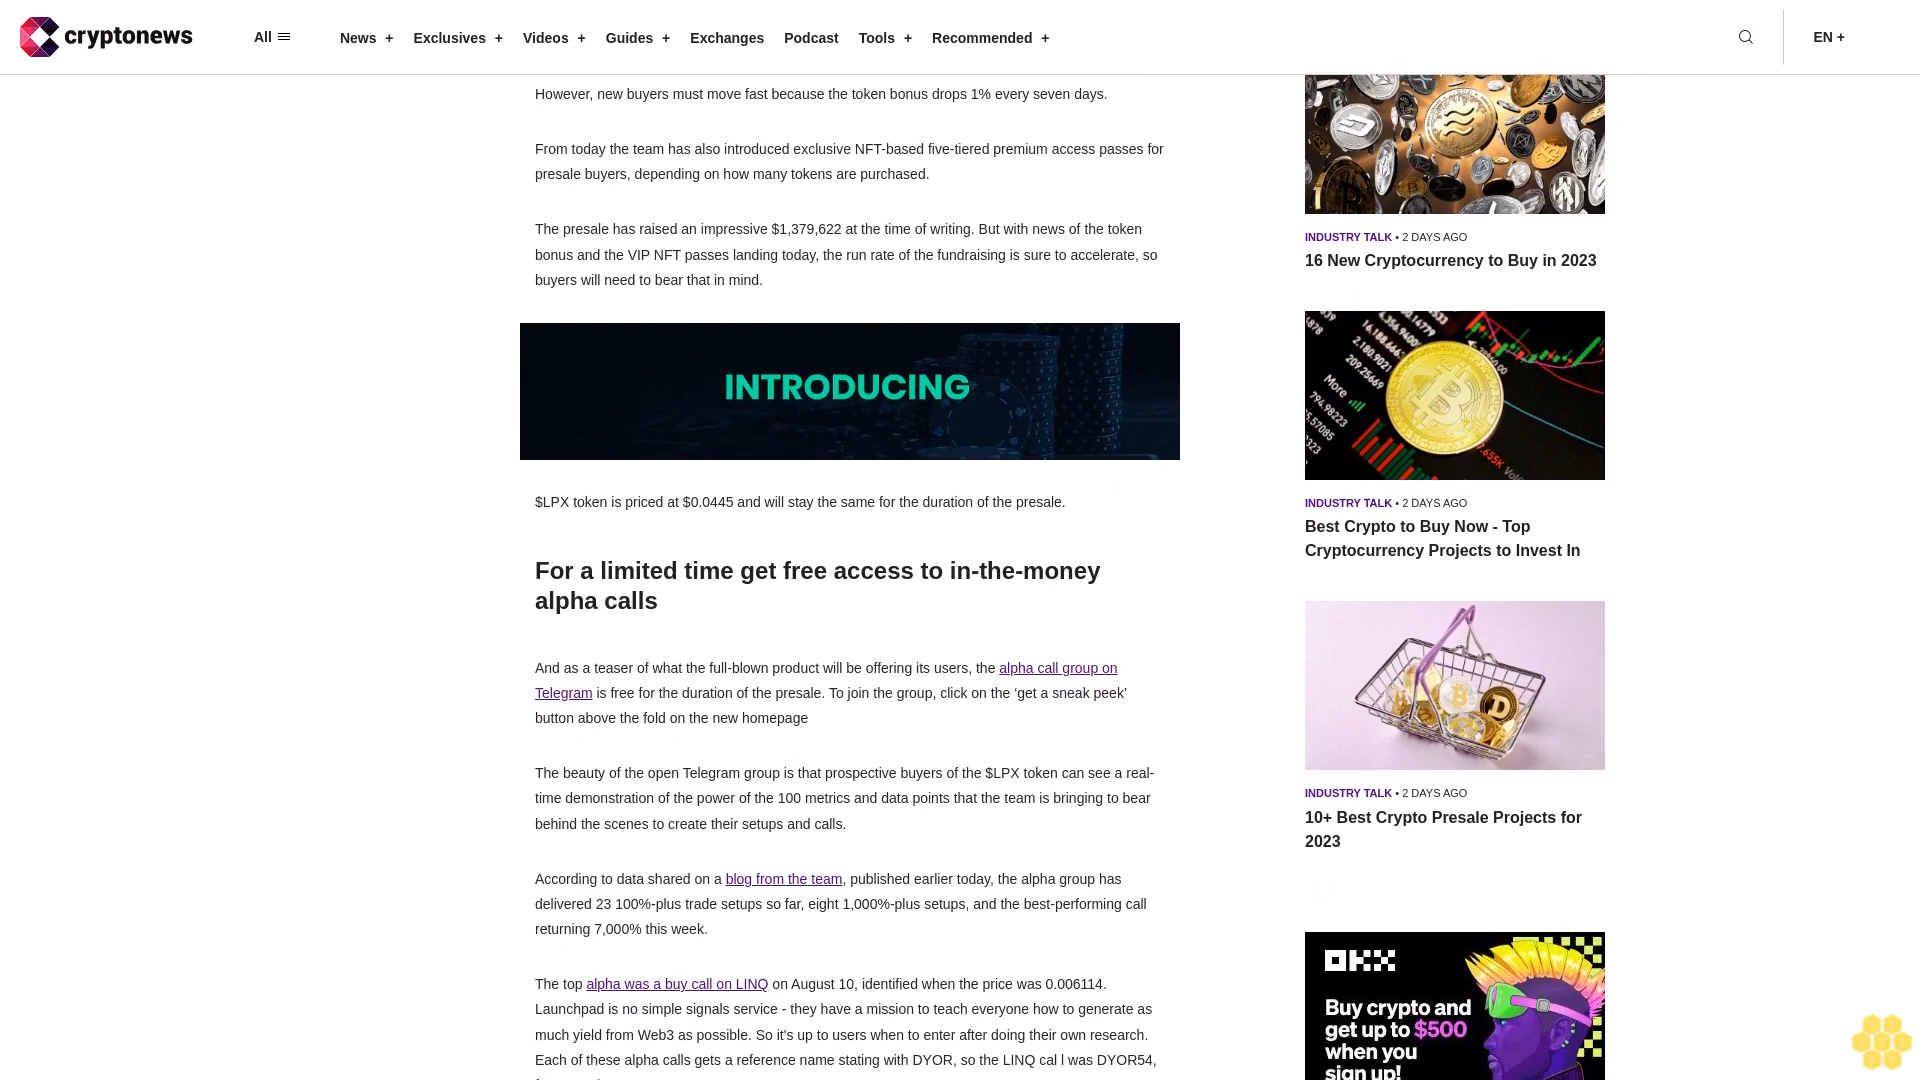 cryptonews
All
News +
Exclusives +
Videos +
Guides +
Exchanges
Podcast
Tools +
Recommended +
EN +
However, new buyers must move fast because the token bonus drops 1% every seven days.
From today the team has also introduced exclusive NFT-based five-tiered premium access passes for
presale buyers, depending on how many tokens are purchased.
The presale has raised an impressive $1,379,622 at the time of writing. But with news of the token
bonus and the VIP NFT passes landing today, the run rate of the fundraising is sure to accelerate, so
buyers will need to bear that in mind.
INTRODUCING
$LPX token is priced at $0.0445 and will stay the same for the duration of the presale.
For a limited time get free access to in-the-money
alpha calls
And as a teaser of what the full-blown product will be offering its users, the alpha call group on
Telegram is free for the duration of the presale. To join the group, click on the ‘get a sneak peek’
button above the fold on the new homepage
The beauty of the open Telegram group is that prospective buyers of the $LPX token can see a real-
time demonstration of the power of the 100 metrics and data points that the team is bringing to bear
behind the scenes to create their setups and calls.
According to data shared on a blog from the team, published earlier today, the alpha group has
delivered 23 100%-plus trade setups so far, eight 1,000%-plus setups, and the best-performing call
returning 7,000% this week.
The top alpha was a buy call on LINQ on August 10, identified when the price was 0.006114.
Launchpad is no simple signals service - they have a mission to teach everyone how to generate as
much yield from Web3 as possible. So it's up to users when to enter after doing their own research.
Each of these alpha calls gets a reference name stating with DYOR, so the LINQ cal l was DYOR54,
INDUSTRY TALK • 2 DAYS AGO
16 New Cryptocurrency to Buy in 2023
More
794.98223
209.25669
2,180.9021
INDUSTRY TALK • 2 DAYS AGO
Best Crypto to Buy Now - Top
Cryptocurrency Projects to Invest In
INDUSTRY TALK • 2 DAYS AGO
10+ Best Crypto Presale Projects for
2023
OKX
Buy crypto and
get up to $500
when you
sign up!